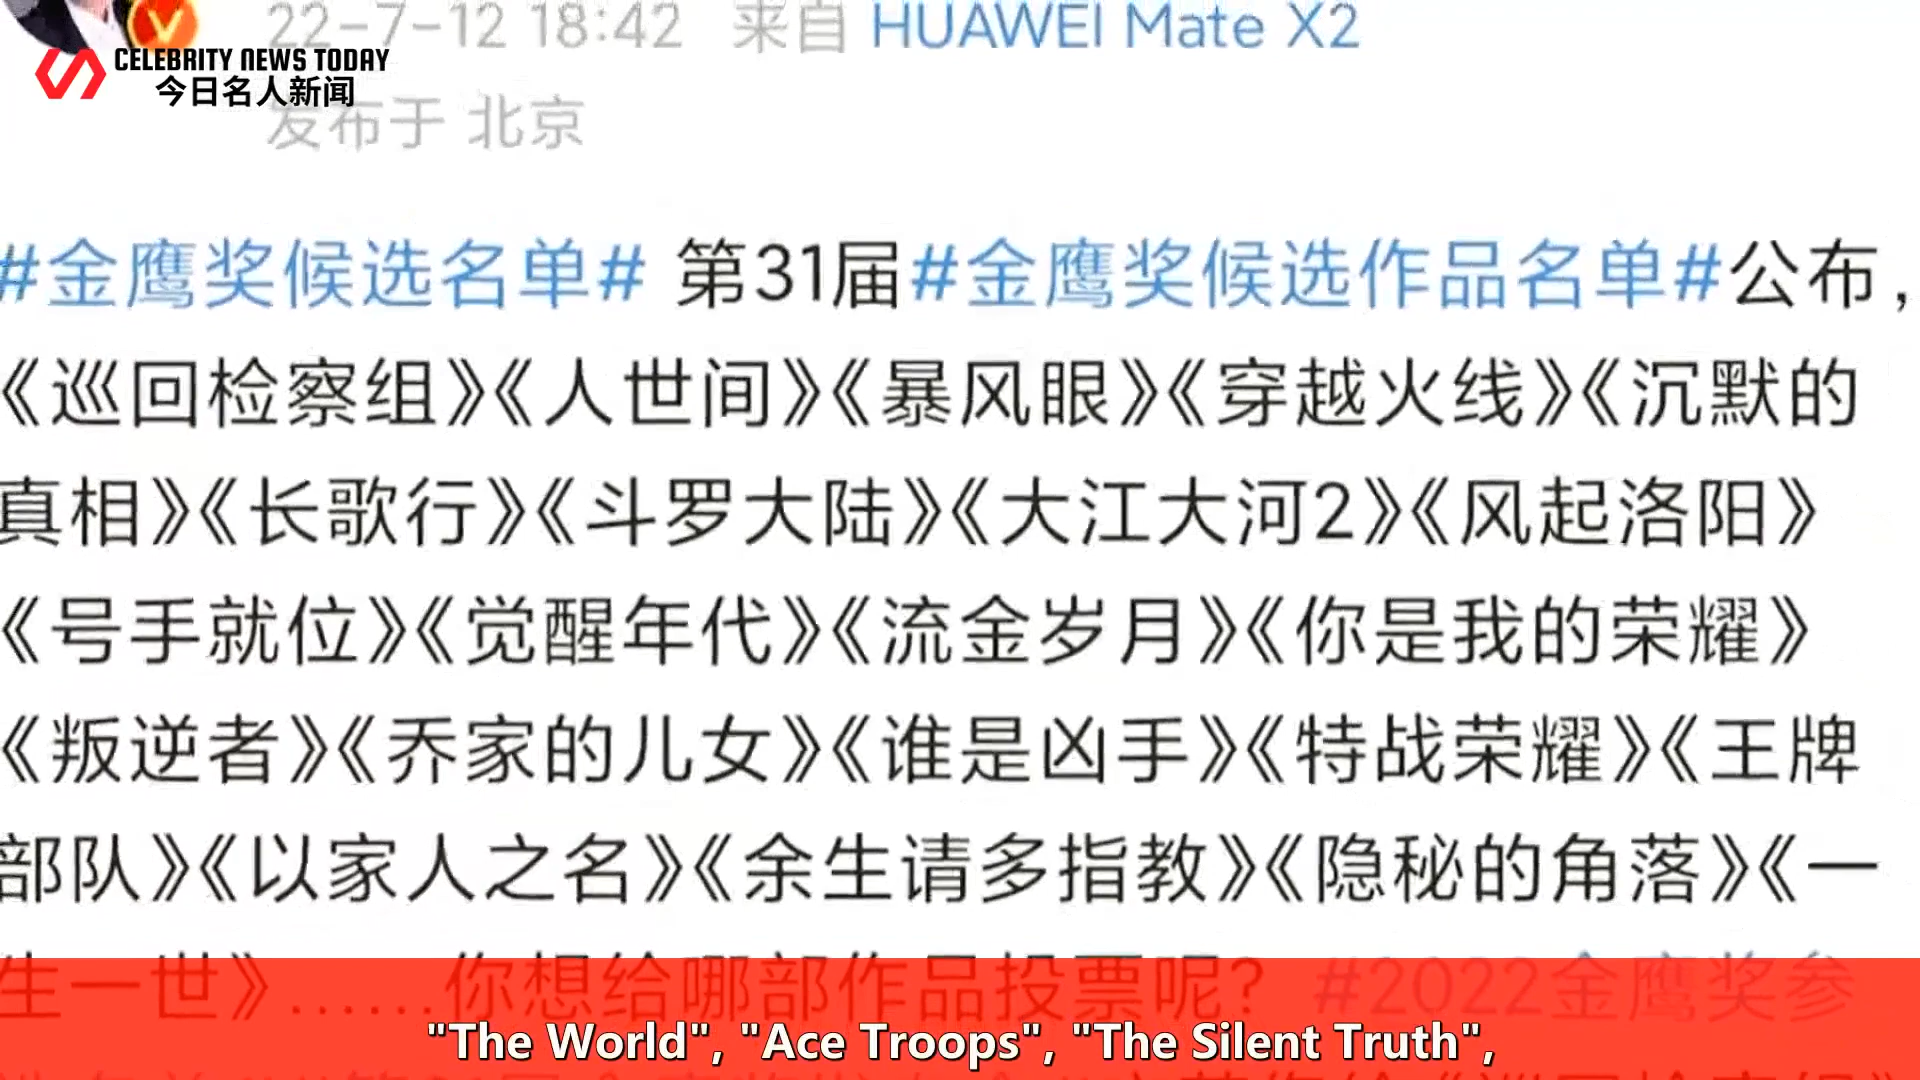 22-7-12 18:42 来自 HUAWEI Mate X2
CELEBRITY NEWS TODAY
今日名人新闻
发布于 北京
#金鹰奖候选名单# 第31届#金鹰奖候选作品名单#公布，
《巡回检察组》《人世间》《暴风眼》《穿越火线》《沉默的
真相》《长歌行》《斗罗大陆》《大江大河2》《风起洛阳》
《号手就位》《觉醒年代》《流金岁月》《你是我的荣耀》
《叛逆者》《乔家的儿女》《谁是凶手》《特战荣耀》《王牌
部队》《以家人之名》《余生请多指教》《隐秘的角落》《一
生一世》......你想给哪部作品投票呢？ #2022金鹰奖参
"The World", "Ace Troops", "The Silent Truth",